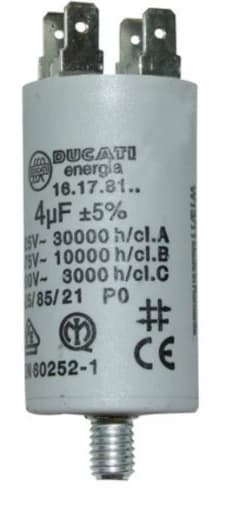 DUCATI
energia
16.17.81..
4µF ±5%
5V~ 30000 h/cl.A
5V~ 10000 h/cl.B
0V~ 3000 h/cl.C
5/85/21 P0
CE
N 60252-1